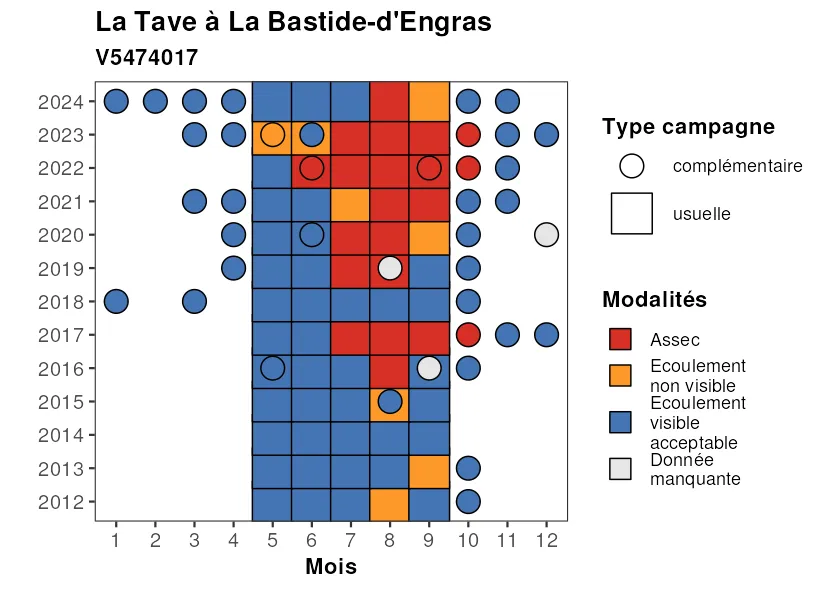 La Tave à La Bastide-d'Engras
V5474017
2024
2023
2022
2021
2020
2019
2018
2017
2016
2015
2014
2013
2012
1 2 3 4 5 6 7 8 9 10 11 12
Mois
Type campagne
complémentaire
usuelle
Modalités
Assec
Ecoulement
non visible
Ecoulement
visible
acceptable
Donnée
manquante